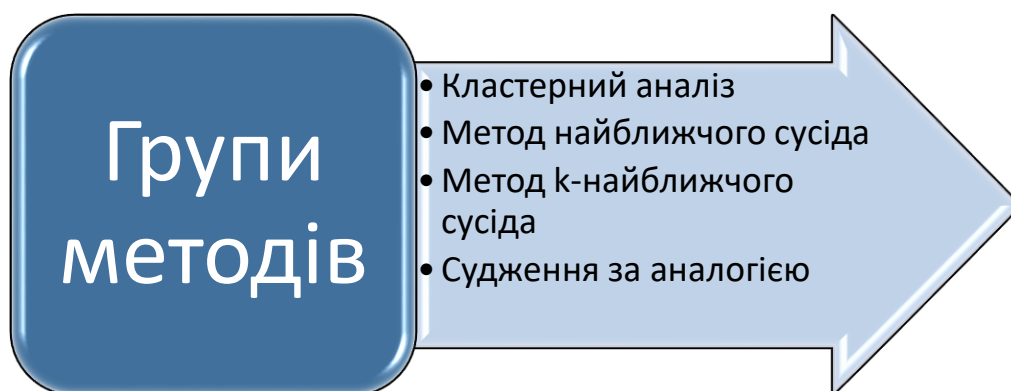 Групи
методів
• Кластерний аналіз
• Метод найближчого сусіда
• Метод k-найближчого
сусіда
• Судження за аналогією